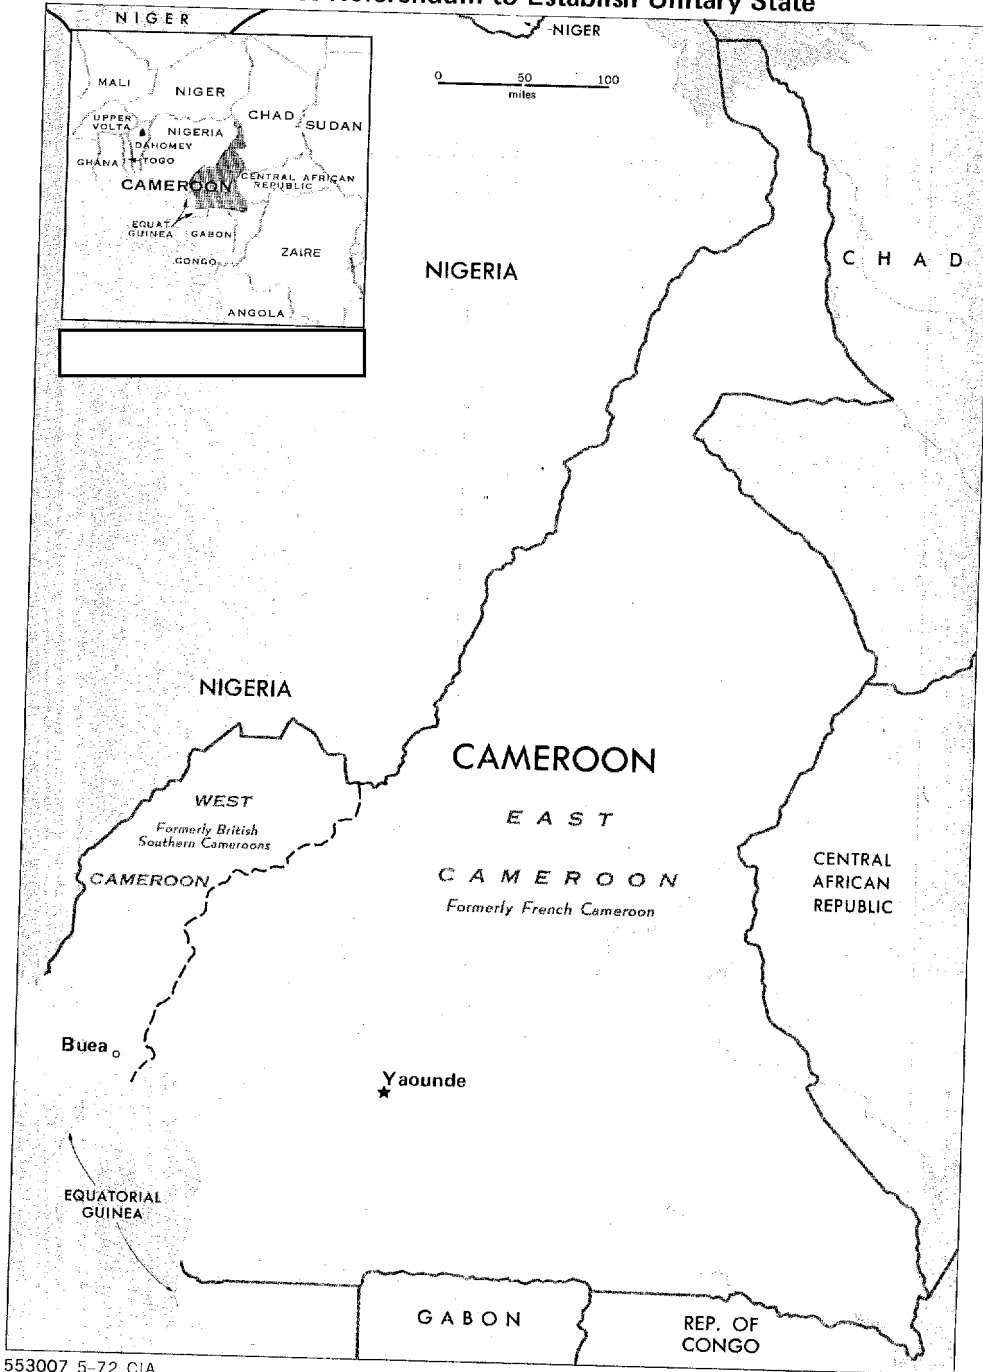 Referendum to Establish Unitary State
NIGER
NIGER
0 50 100
miles
MALI
NIGER
CHAD
SUDAN
UPPER
VOLTA
NIGERIA
DAHOMEY
GHANA
TOGO
CAMEROON
CENTRAL AFRICAN
REPUBLIC
EQUAT.
GUINEA
GABON
CONGO
ZAIRE
ANGOLA
NIGERIA
CHAD
NIGERIA
CAMEROON
WEST
Formerly British
Southern Cameroons
CAMEROON
EAST
CAMEROON
Formerly French Cameroon
CENTRAL
AFRICAN
REPUBLIC
Buea
Yaounde
EQUATORIAL
GUINEA
GABON
REP. OF
CONGO
553007 5-72 CIA